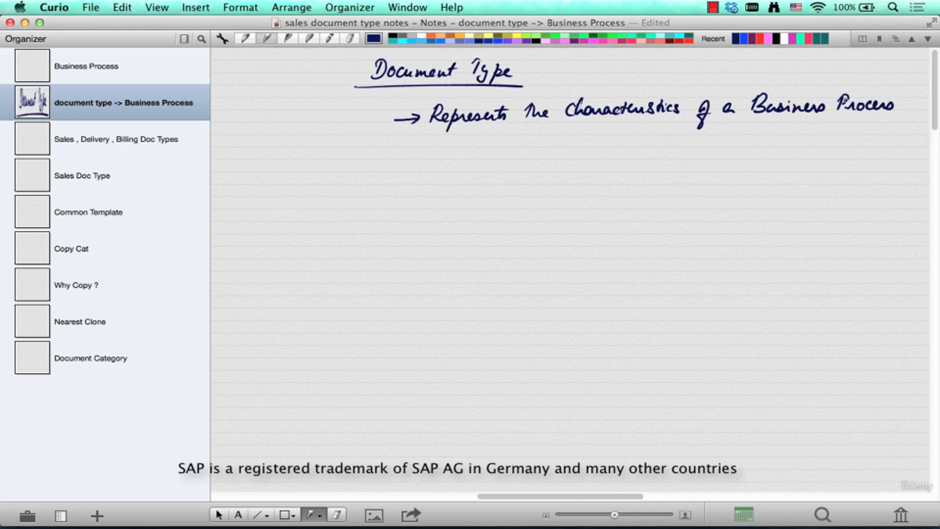 Curio File Edit View Insert Format Arrange Organizer Window Help 100%
sales document type notes - Notes - document type -> Business Process — Edited
Organizer Recent
Document Type
Business Process
→ Represents the characteristics of a Business Process
document type -> Business Process
Sales , Delivery , Billing Doc Types
Sales Doc Type
Common Template
Copy Cat
Why Copy ?
Nearest Clone
Document Category
SAP is a registered trademark of SAP AG in Germany and many other countries
Udemy
A